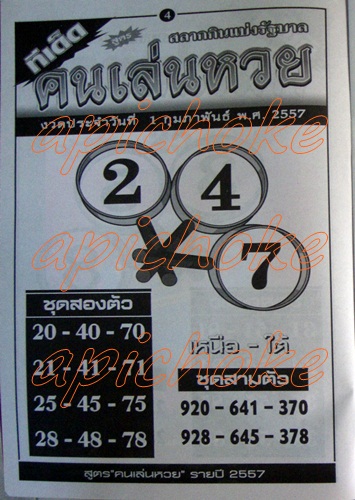 4
ทีเด็ด
สูตร
สลากกินแบ่งรัฐบาล
คนเล่นหวย
งวดประจำวันที่ 1 กุมภาพันธ์ พ.ศ. 2557
apichoke
2 4
apichoke
7
apichoke
ชุดสองตัว
20 - 40 - 70
เหนือ - ใต้
21 - 41 - 71
apichoke
ชุดสามตัว
25 - 45 - 75
920 - 641 - 370
28 - 48 - 78
928 - 645 - 378
apichoke
สูตร"คนเล่นหวย" รายปี 2557